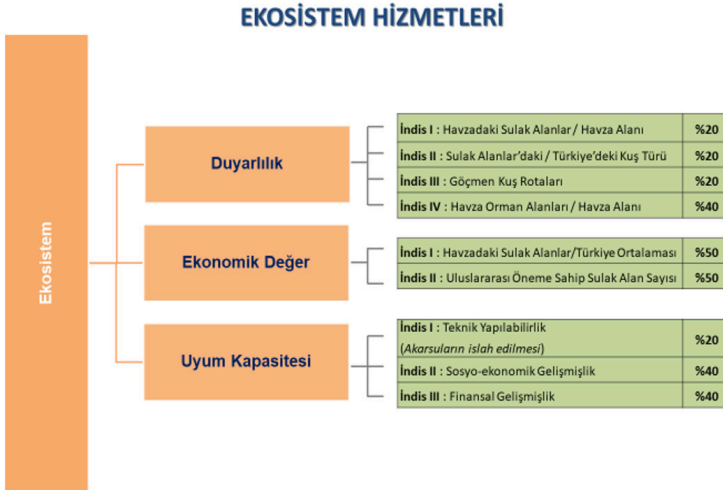 EKOSİSTEM HİZMETLERİ
Ekosistem
Duyarlılık
İndis I : Havzadaki Sulak Alanlar / Havza Alanı %20
İndis II : Sulak Alanlar'daki / Türkiye'deki Kuş Türü %20
İndis III : Göçmen Kuş Rotaları %20
İndis IV : Havza Orman Alanları / Havza Alanı %40
Ekonomik Değer
İndis I : Havzadaki Sulak Alanlar/Türkiye Ortalaması %50
İndis II : Uluslararası Öneme Sahip Sulak Alan Sayısı %50
Uyum Kapasitesi
İndis I : Teknik Yapılabilirlik
(Akarsuların islah edilmesi) %20
İndis II : Sosyo-ekonomik Gelişmişlik %40
İndis III : Finansal Gelişmişlik %40